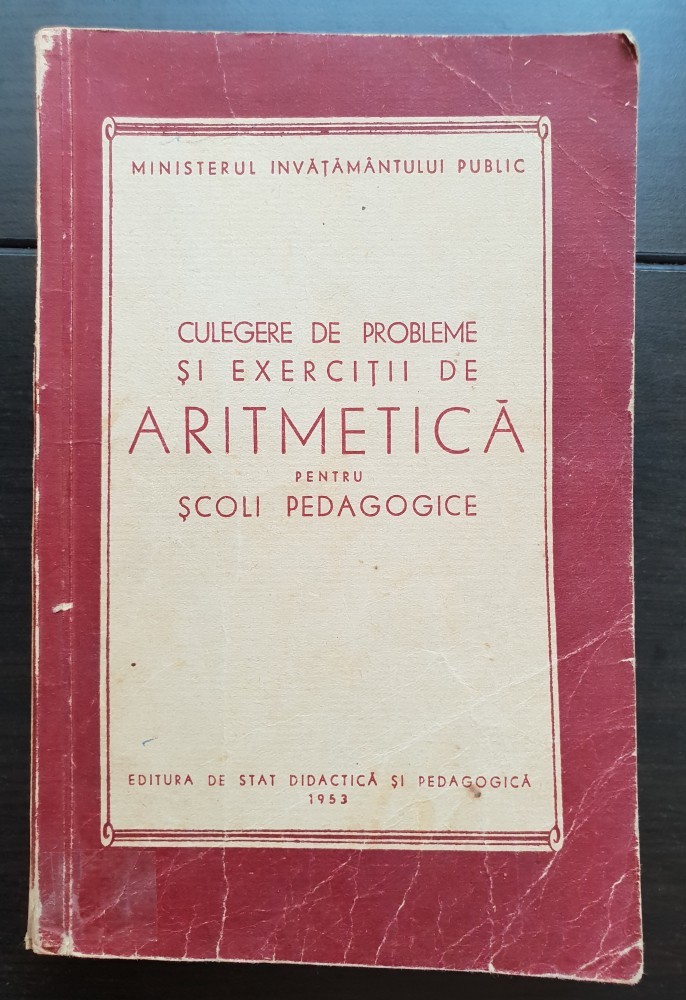 MINISTERUL INVĂȚĂMÂNTULUI PUBLIC
CULEGERE DE PROBLEME
ȘI EXERCIȚII DE
ARITMETICĂ
PENTRU
ȘCOLI PEDAGOGICE
EDITURA DE STAT DIDACTICĂ ȘI PEDAGOGICĂ
1953